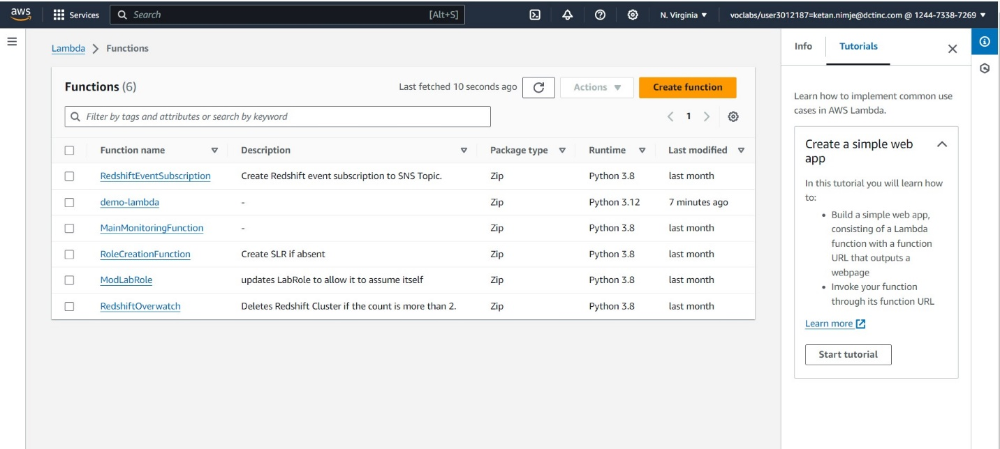 aws
Services
Search [Alt+S]
N. Virginia
voclabs/user3012187=ketan.nimje@dctinc.com @ 1244-7338-7269
Lambda > Functions
Functions (6)
Last fetched 10 seconds ago
Actions
Create function
Filter by tags and attributes or search by keyword
1
Function name Description Package type Runtime Last modified
RedshiftEventSubscription Create Redshift event subscription to SNS Topic. Zip Python 3.8 last month
demo-lambda - Zip Python 3.12 7 minutes ago
MainMonitoringFunction - Zip Python 3.8 last month
RoleCreationFunction Create SLR if absent Zip Python 3.8 last month
ModLabRole updates LabRole to allow it to assume itself Zip Python 3.8 last month
RedshiftOverwatch Deletes Redshift Cluster if the count is more than 2. Zip Python 3.8 last month
Info
Tutorials
Learn how to implement common use
cases in AWS Lambda.
Create a simple web
app
In this tutorial you will learn how
to:
• Build a simple web app,
consisting of a Lambda
function with a function
URL that outputs a
webpage
• Invoke your function
through its function URL
Learn more
Start tutorial